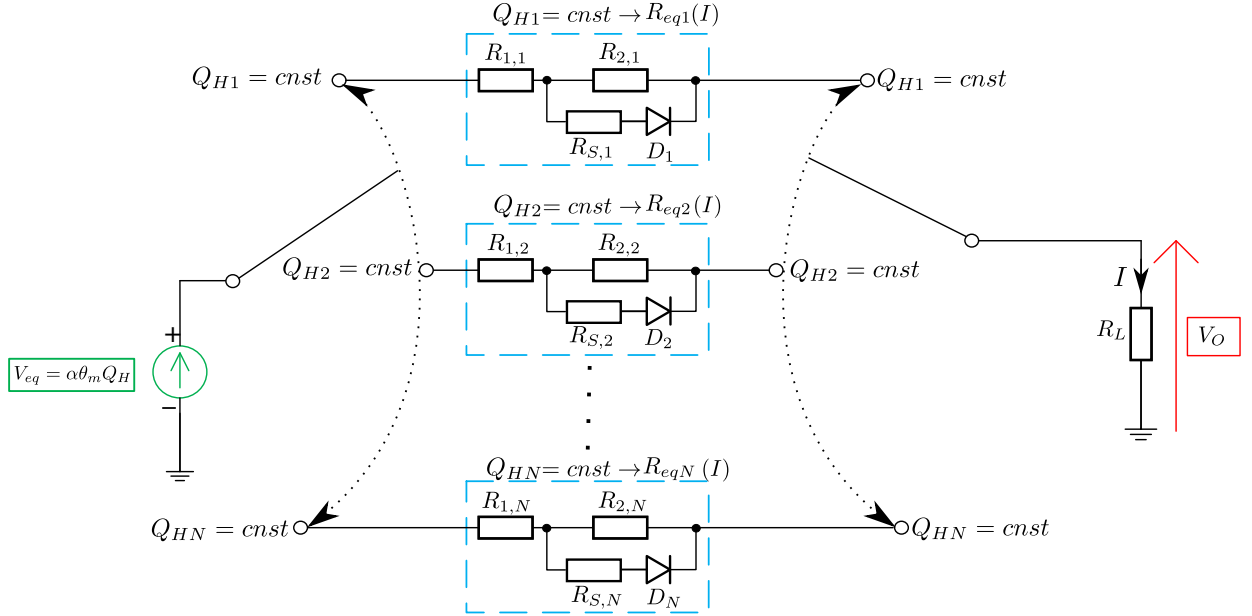 Q_{H1} = cnst → R_{eq1}(I)
R_{1,1} R_{2,1}
Q_{H1} = cnst Q_{H1} = cnst
R_{S,1} D_1
Q_{H2} = cnst → R_{eq2}(I)
R_{1,2} R_{2,2}
Q_{H2} = cnst Q_{H2} = cnst
I
R_{S,2} D_2
+ R_L V_O
V_{eq} = αθ_m Q_H
−
Q_{HN} = cnst → R_{eqN} (I)
R_{1,N} R_{2,N}
Q_{HN} = cnst Q_{HN} = cnst
R_{S,N} D_N